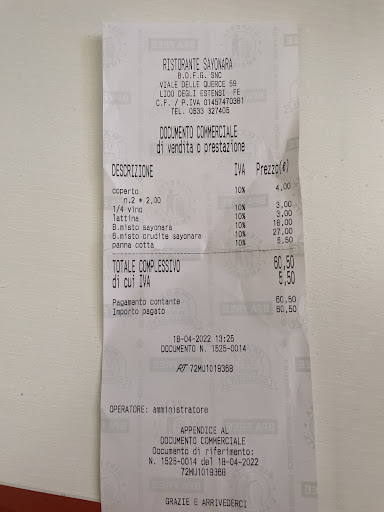 RISTORANTE SAYONARA
B.D.F.G. SNC
VIALE DELLE QUERCE 59
LIDO DEGLI ESTENSI FE
C.F. / P.IVA 01457470381
TEL. 0533 327405
DOCUMENTO COMMERCIALE
di vendita o prestazione
DESCRIZIONE IVA Prezzo(€)
coperto 10% 4,00
n.2 * 2,00
1/4 vino 10% 3,00
lattina 10% 3,00
9.misto sayonara 10% 18,00
6.misto crudite sayonara 10% 27,00
panna cotta 10% 5,50
TOTALE COMPLESSIVO 60,50
di cui IVA 5,50
Pagamento contante 60,50
Importo pagato 60,50
18-04-2022 13:25
DOCUMENTO N. 1525-0014
RT 72MU1019368
OPERATORE: amministratore
APPENDICE AL
DOCUMENTO COMMERCIALE
Documento di riferimento:
N. 1525-0014 del 18-04-2022
72MU1019368
GRAZIE E ARRIVEDERCI